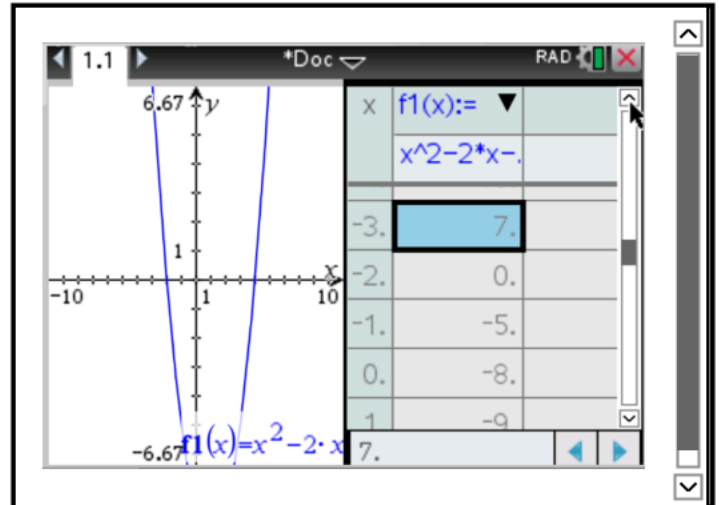 1.1 *Doc RAD
6.67 y
1
x
-10 1 10
-6.67 f1(x)=x²-2·x
x f1(x):= ▼
x^2-2*x-.
-3. 7.
-2. 0.
-1. -5.
0. -8.
1 -9
7.